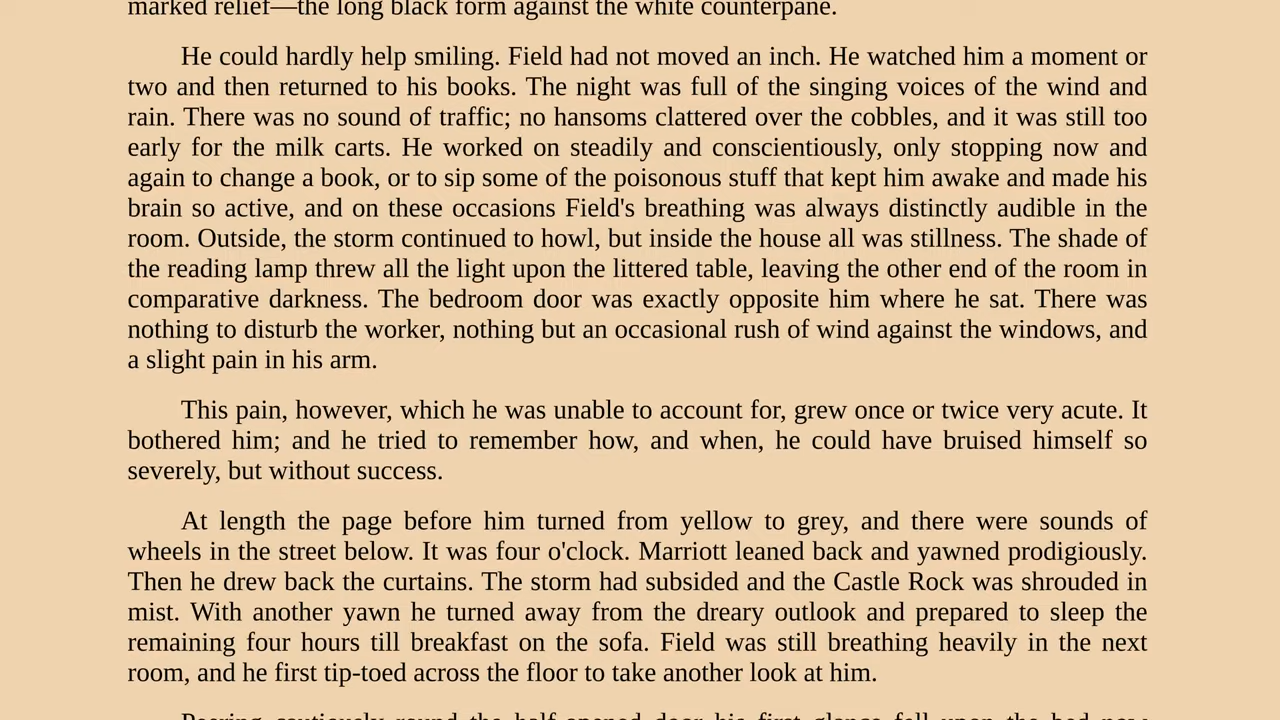 marked relief—the long black form against the white counterpane.
He could hardly help smiling. Field had not moved an inch. He watched him a moment or
two and then returned to his books. The night was full of the singing voices of the wind and
rain. There was no sound of traffic; no hansoms clattered over the cobbles, and it was still too
early for the milk carts. He worked on steadily and conscientiously, only stopping now and
again to change a book, or to sip some of the poisonous stuff that kept him awake and made his
brain so active, and on these occasions Field's breathing was always distinctly audible in the
room. Outside, the storm continued to howl, but inside the house all was stillness. The shade of
the reading lamp threw all the light upon the littered table, leaving the other end of the room in
comparative darkness. The bedroom door was exactly opposite him where he sat. There was
nothing to disturb the worker, nothing but an occasional rush of wind against the windows, and
a slight pain in his arm.
This pain, however, which he was unable to account for, grew once or twice very acute. It
bothered him; and he tried to remember how, and when, he could have bruised himself so
severely, but without success.
At length the page before him turned from yellow to grey, and there were sounds of
wheels in the street below. It was four o'clock. Marriott leaned back and yawned prodigiously.
Then he drew back the curtains. The storm had subsided and the Castle Rock was shrouded in
mist. With another yawn he turned away from the dreary outlook and prepared to sleep the
remaining four hours till breakfast on the sofa. Field was still breathing heavily in the next
room, and he first tip-toed across the floor to take another look at him.
Peering cautiously round the half-opened door his first glance fell upon the bed now